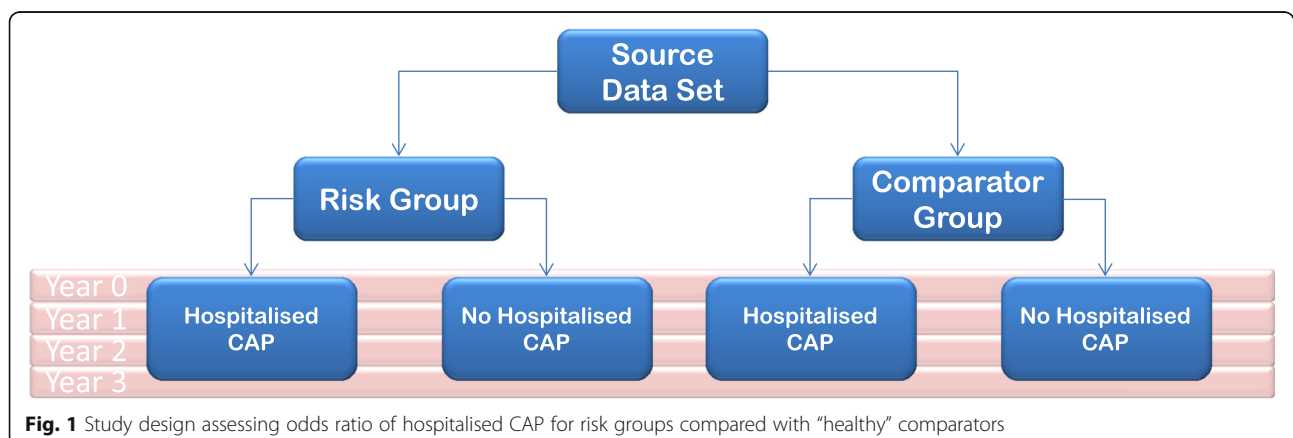 Source
Data Set
Risk Group
Comparator
Group
Year 0
Year 1
Year 2
Year 3
Hospitalised
CAP
No Hospitalised
CAP
Hospitalised
CAP
No Hospitalised
CAP
Fig. 1 Study design assessing odds ratio of hospitalised CAP for risk groups compared with “healthy” comparators